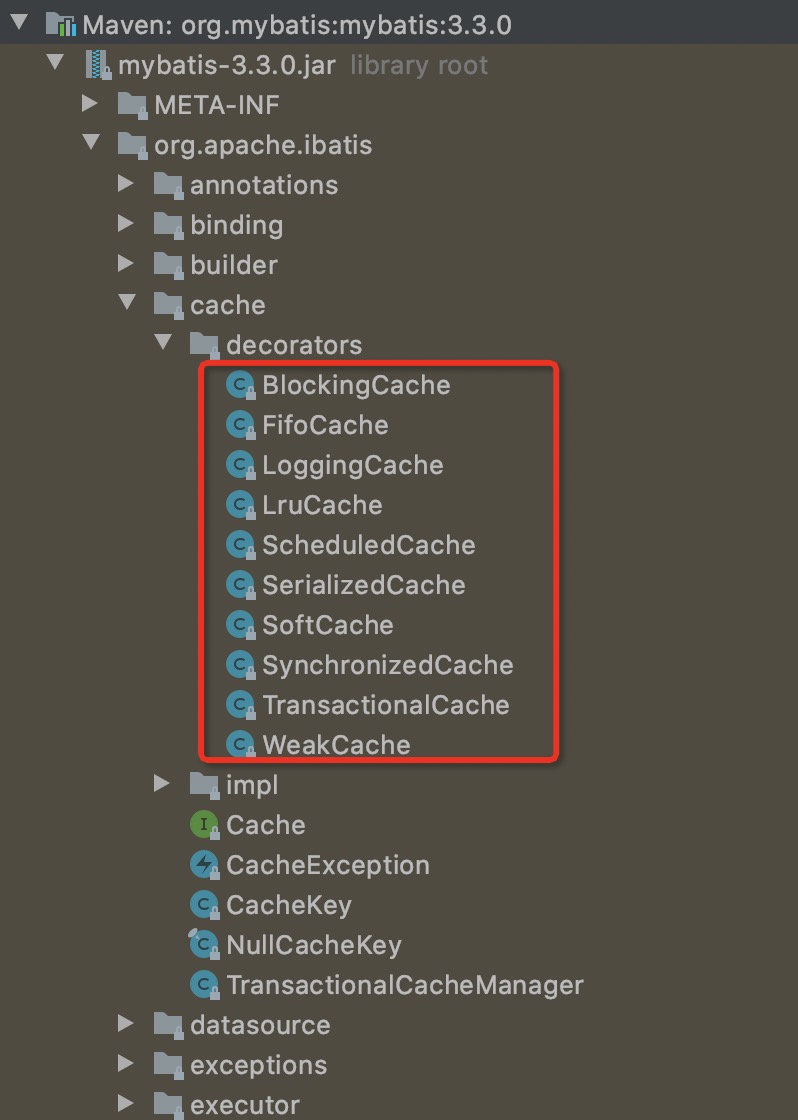 Maven: org.mybatis:mybatis:3.3.0
mybatis-3.3.0.jar library root
META-INF
org.apache.ibatis
annotations
binding
builder
cache
decorators
BlockingCache
FifoCache
LoggingCache
LruCache
ScheduledCache
SerializedCache
SoftCache
SynchronizedCache
TransactionalCache
WeakCache
impl
Cache
CacheException
CacheKey
NullCacheKey
TransactionalCacheManager
datasource
exceptions
executor